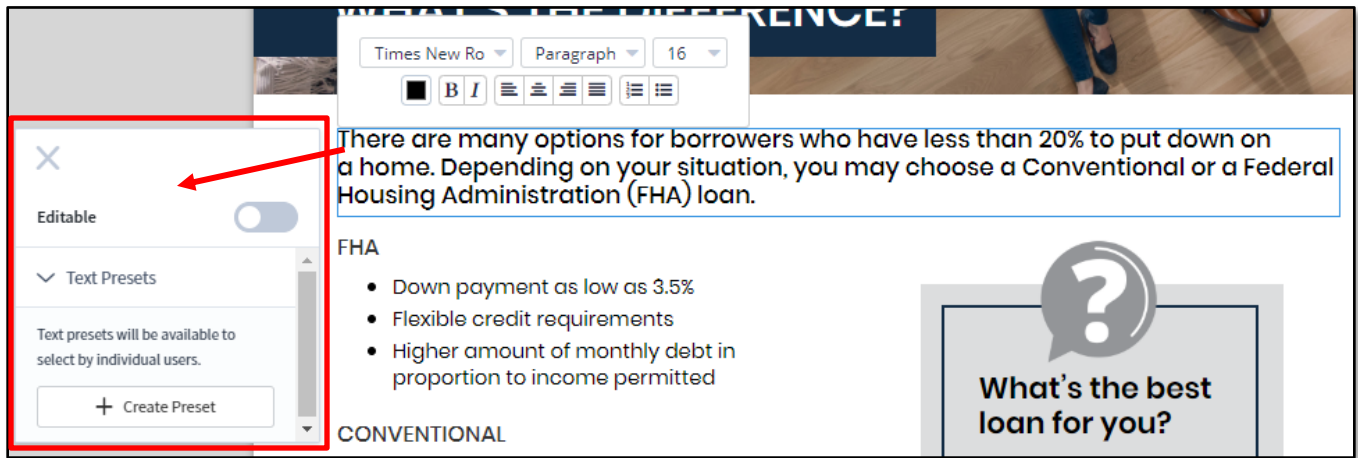 WHAT'S THE DIFFERENCE?
Times New Ro Paragraph 16
B I
There are many options for borrowers who have less than 20% to put down on
a home. Depending on your situation, you may choose a Conventional or a Federal
Housing Administration (FHA) loan.
Editable
Text Presets
Text presets will be available to
select by individual users.
+ Create Preset
FHA
• Down payment as low as 3.5%
• Flexible credit requirements
• Higher amount of monthly debt in
proportion to income permitted
CONVENTIONAL
?
What's the best
loan for you?